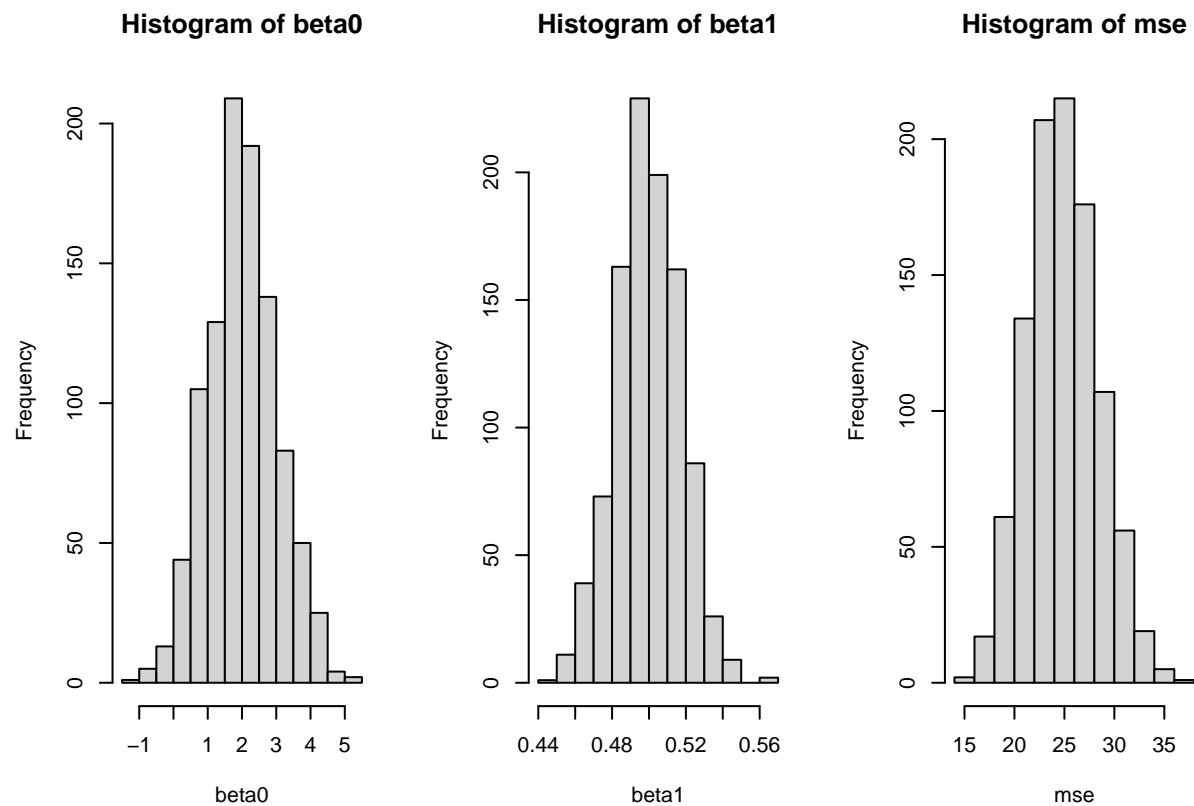 Histogram of beta0
Frequency
200
150
100
50
0
−1 1 2 3 4 5
beta0
Histogram of beta1
Frequency
200
150
100
50
0
0.44 0.48 0.52 0.56
beta1
Histogram of mse
Frequency
200
150
100
50
0
15 20 25 30 35
mse